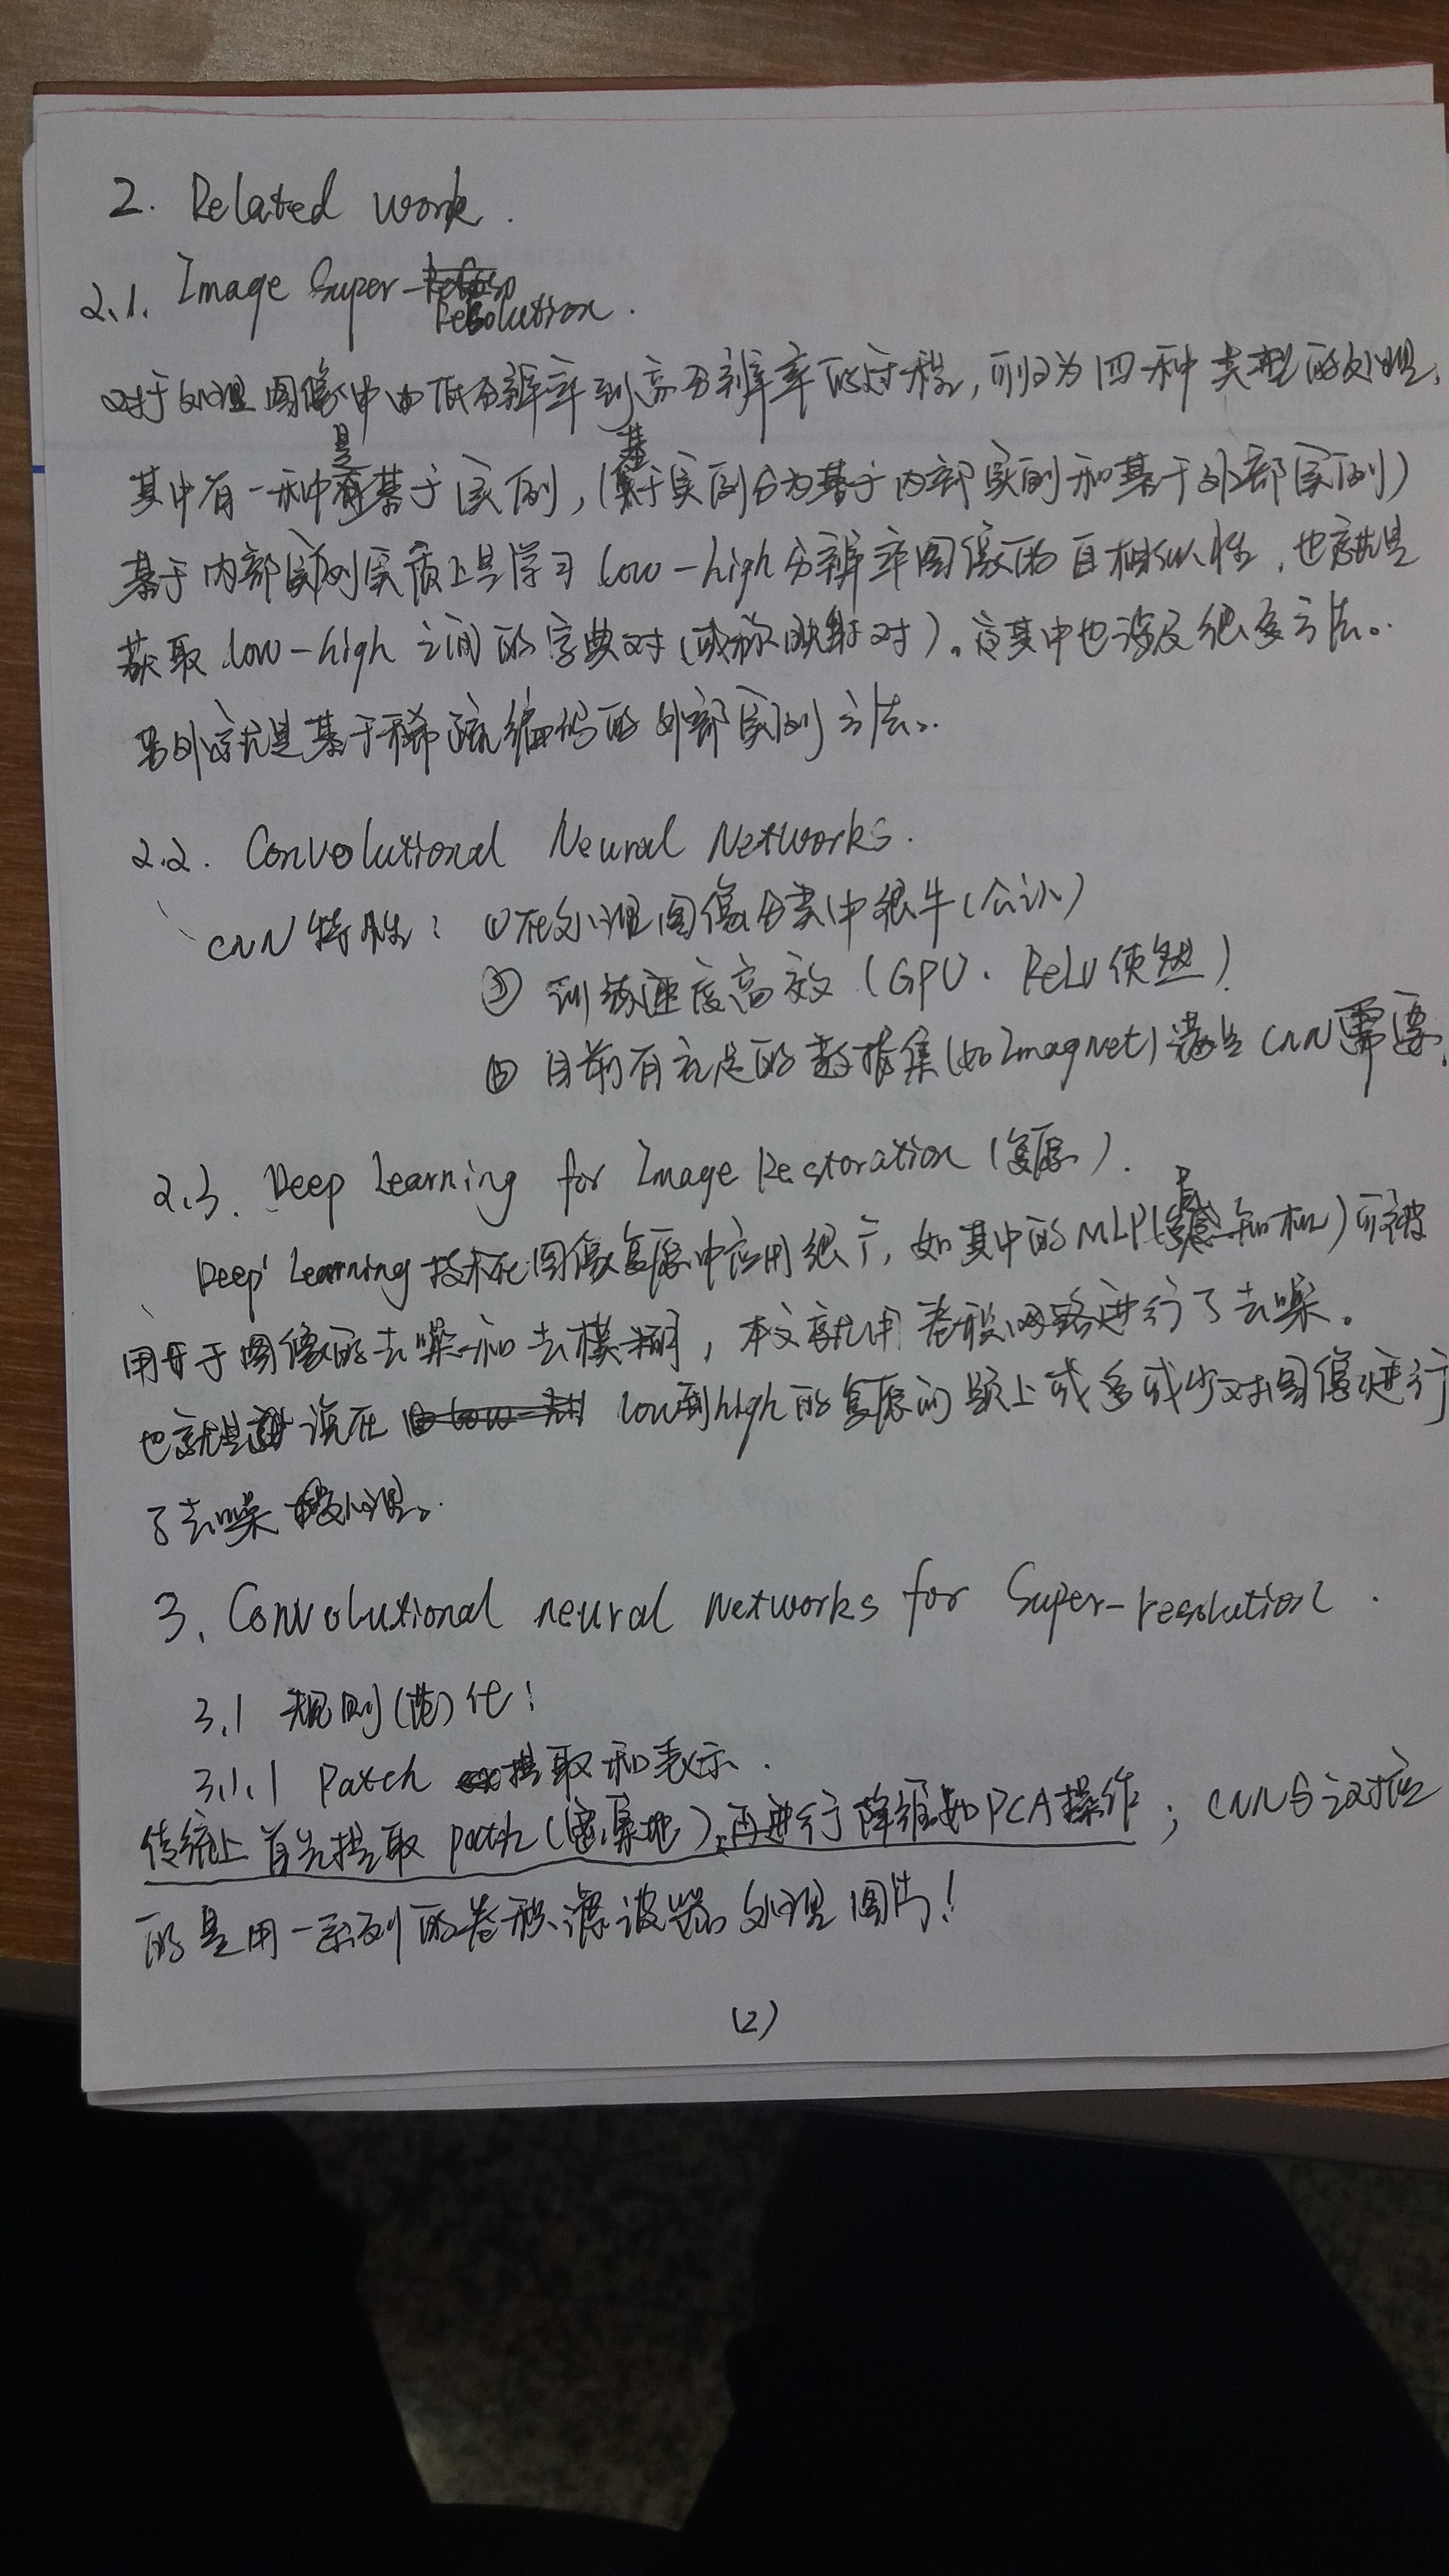 2. Related work.
2.1. Image Super-Resolution.
对于处理图像中由低分辨率到高分辨率的过程,可归为四种类型的处理,
其中有一种是基于实例,(基于实例分为基于内部实例和基于外部实例)
基于内部实例实质上是学习 low-high 分辨率图像的自相似性,也就是
获取 low-high 之间的字典对(或称映射对)。这其中也涉及很多方法。
另外就是基于稀疏编码的外部实例方法。
2.2. Convolutional Neural Networks.
CNN特性: ①在处理图像分类中很牛(公认)
② 训练速度高效 (GPU、ReLU使然)
③ 目前有充足的数据集(如Imagnet)满足CNN需要.
2.3. Deep Learning for Image Restoration (复原).
Deep Learning 技术在图像复原中应用很广,如其中的MLP(感知机)可被
用于图像的去噪和去模糊,本文就用卷积网络进行了去噪。
也就是说在 low到high的复原问题上或多或少对图像进行
了去噪处理。
3. Convolutional neural networks for Super-resolution.
3.1 规则(范)化:
3.1.1 Patch 提取和表示.
传统上首先提取 patch(密集地),再进行降维如PCA操作; CNN与之对应
的是用一系列的卷积滤波器处理图片!
(2)